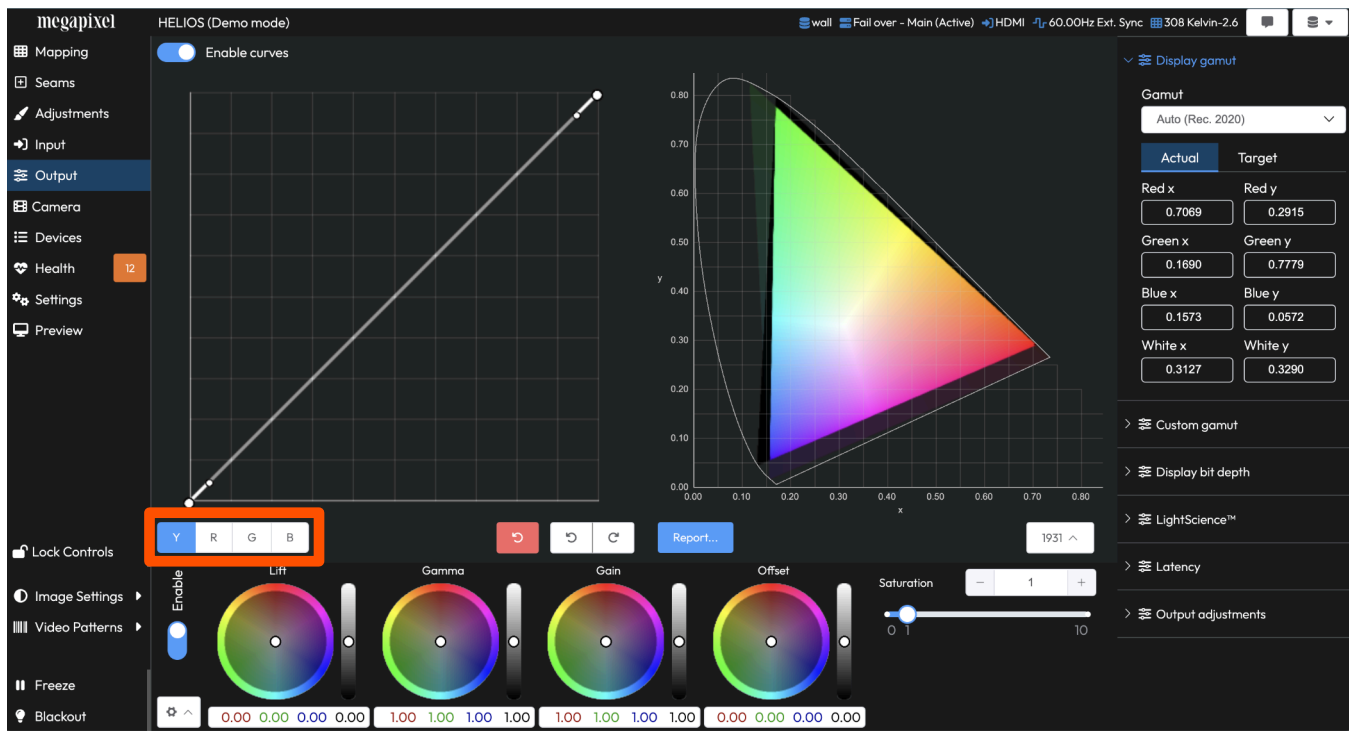 megapixel
HELIOS (Demo mode)
wall Fail over - Main (Active) HDMI 60.00Hz Ext. Sync 308 Kelvin-2.6
Mapping
Seams
Adjustments
Input
Output
Camera
Devices
Health 12
Settings
Preview
Lock Controls
Image Settings
Video Patterns
Freeze
Blackout
Enable curves
0.80
0.70
0.60
0.50
y
0.40
0.30
0.20
0.10
0.00
0.00 0.10 0.20 0.30 0.40 0.50 0.60 0.70 0.80
x
Y R G B
Report...
1931
Enable
Lift
Gamma
Gain
Offset
0.00 0.00 0.00 0.00
1.00 1.00 1.00 1.00
1.00 1.00 1.00 1.00
0.00 0.00 0.00 0.00
Saturation
− 1 +
0 1 10
Display gamut
Gamut
Auto (Rec. 2020)
Actual Target
Red x Red y
0.7069 0.2915
Green x Green y
0.1690 0.7779
Blue x Blue y
0.1573 0.0572
White x White y
0.3127 0.3290
Custom gamut
Display bit depth
LightScience™
Latency
Output adjustments